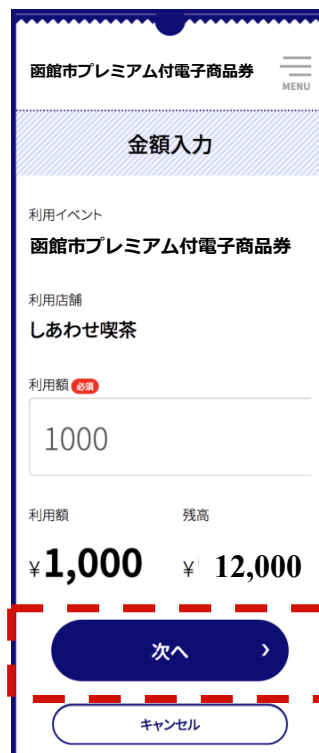 函館市プレミアム付電子商品券
MENU
金額入力
利用イベント
函館市プレミアム付電子商品券
利用店舗
しあわせ喫茶
利用額 必須
1000
利用額 残高
¥1,000 ¥ 12,000
次へ
キャンセル